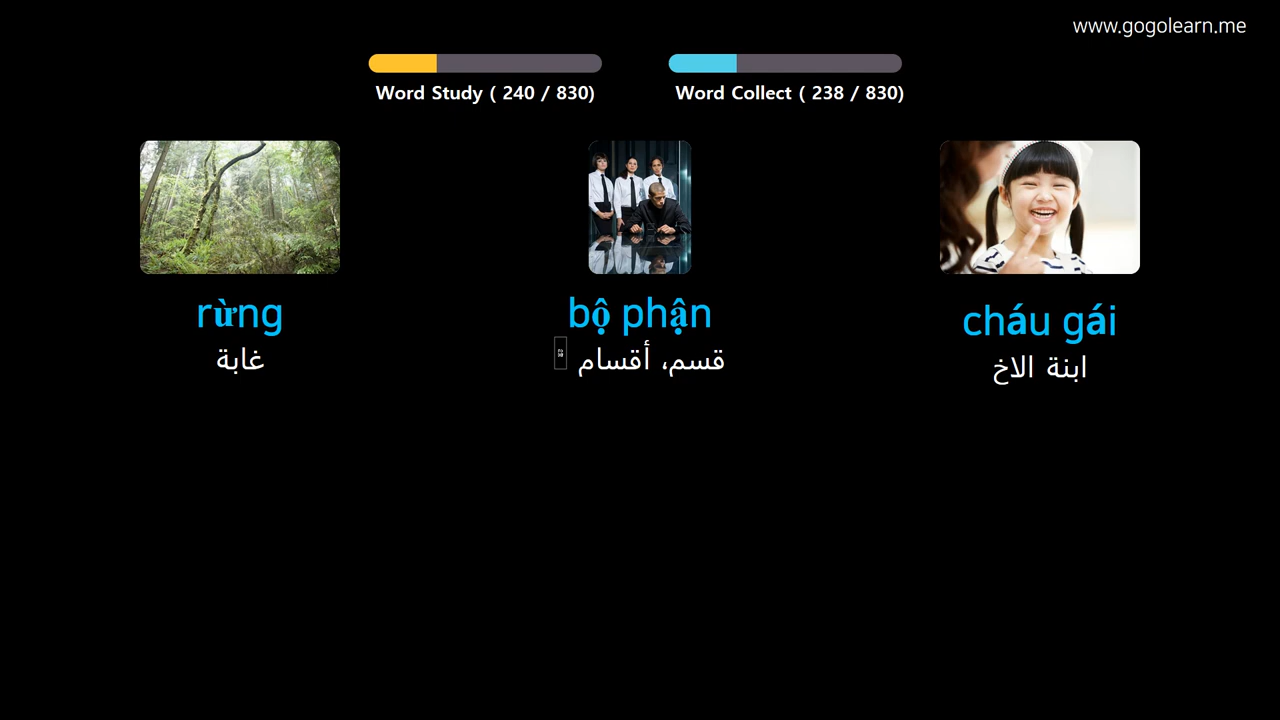 www.gogolearn.me
Word Study ( 240 / 830)
Word Collect ( 238 / 830)
rừng
غابة
bộ phận
قسم، أقسام
cháu gái
ابنة الاخ